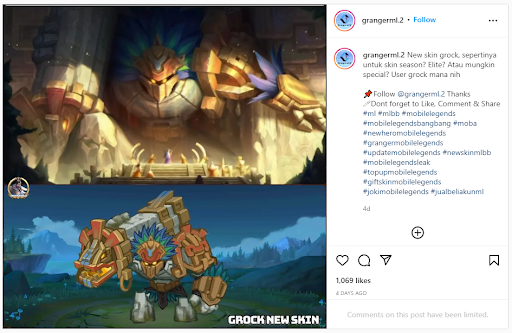 grangerml.2 • Follow
grangerml.2 New skin grock, sepertinya
untuk skin season? Elite? Atau mungkin
special? User grock mana nih
📌Follow @grangerml.2 Thanks
🖊Dont forget to Like, Comment & Share
#ml #mlbb #mobilelegends
#mobilelegendsbangbang #moba
#newheromobilelegends
#grangermobilelegends
#updatemobilelegends #newskinmlbb
#mobilelegendsleak
#topupmobilelegends
#giftskinmobilelegends
#jokimobilelegends #jualbeliakunml
4d
1,069 likes
4 DAYS AGO
Comments on this post have been limited.
GROCK NEW SKIN